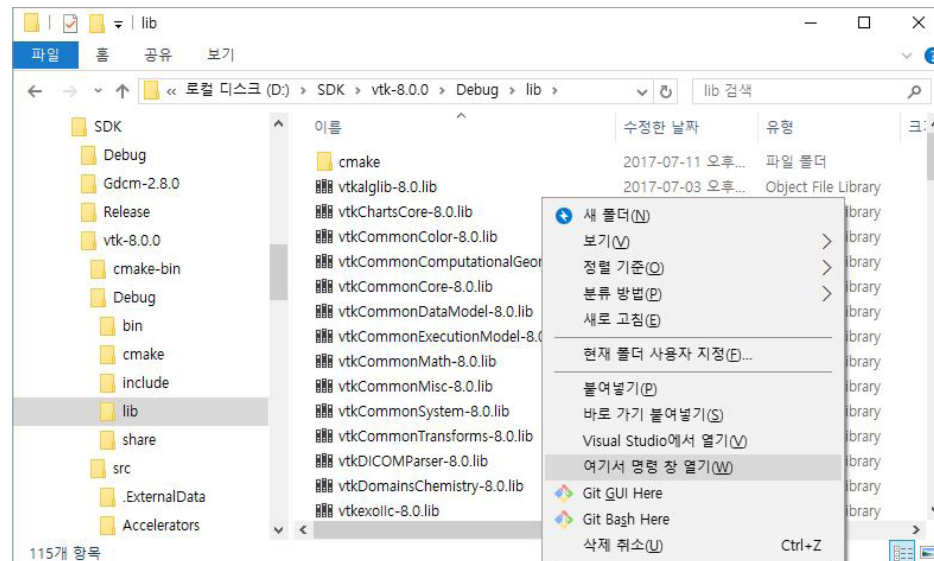 lib
파일 홈 공유 보기
« 로컬 디스크 (D:) > SDK > vtk-8.0.0 > Debug > lib >
lib 검색
SDK
Debug
Gdcm-2.8.0
Release
vtk-8.0.0
cmake-bin
Debug
bin
cmake
include
lib
share
src
.ExternalData
Accelerators
이름 수정한 날짜 유형
cmake 2017-07-11 오후... 파일 폴더
vtkalglib-8.0.lib 2017-07-03 오후... Object File Library
vtkChartsCore-8.0.lib
vtkCommonColor-8.0.lib
vtkCommonComputationalGeor
vtkCommonCore-8.0.lib
vtkCommonDataModel-8.0.lib
vtkCommonExecutionModel-8.0
vtkCommonMath-8.0.lib
vtkCommonMisc-8.0.lib
vtkCommonSystem-8.0.lib
vtkCommonTransforms-8.0.lib
vtkDICOMParser-8.0.lib
vtkDomainsChemistry-8.0.lib
vtkexoIIc-8.0.lib
새 폴더(N)
보기(V)
정렬 기준(O)
분류 방법(P)
새로 고침(E)
현재 폴더 사용자 지정(F)...
붙여넣기(P)
바로 가기 붙여넣기(S)
Visual Studio에서 열기(V)
여기서 명령 창 열기(W)
Git GUI Here
Git Bash Here
삭제 취소(U) Ctrl+Z
115개 항목